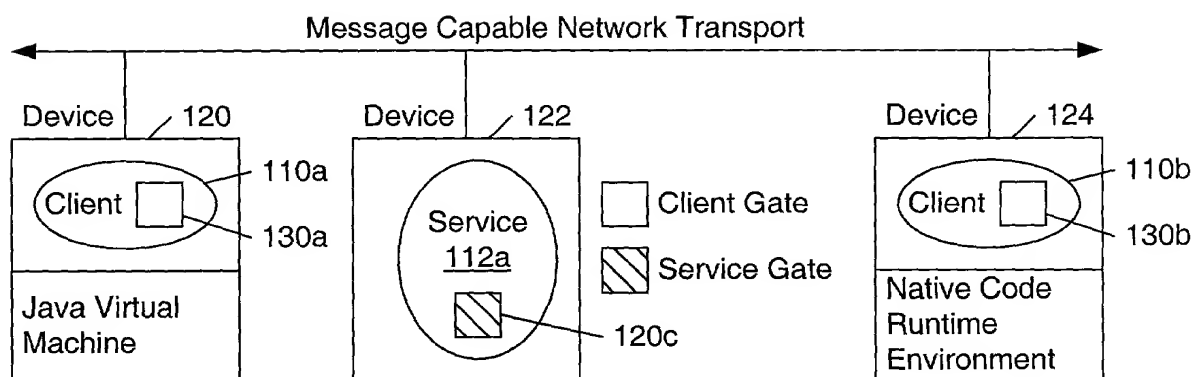 Message Capable Network Transport
Device 120
Device 122
Device 124
Client
110a
130a
Java Virtual
Machine
Service
112a
120c
Client Gate
Service Gate
Client
110b
130b
Native Code
Runtime
Environment